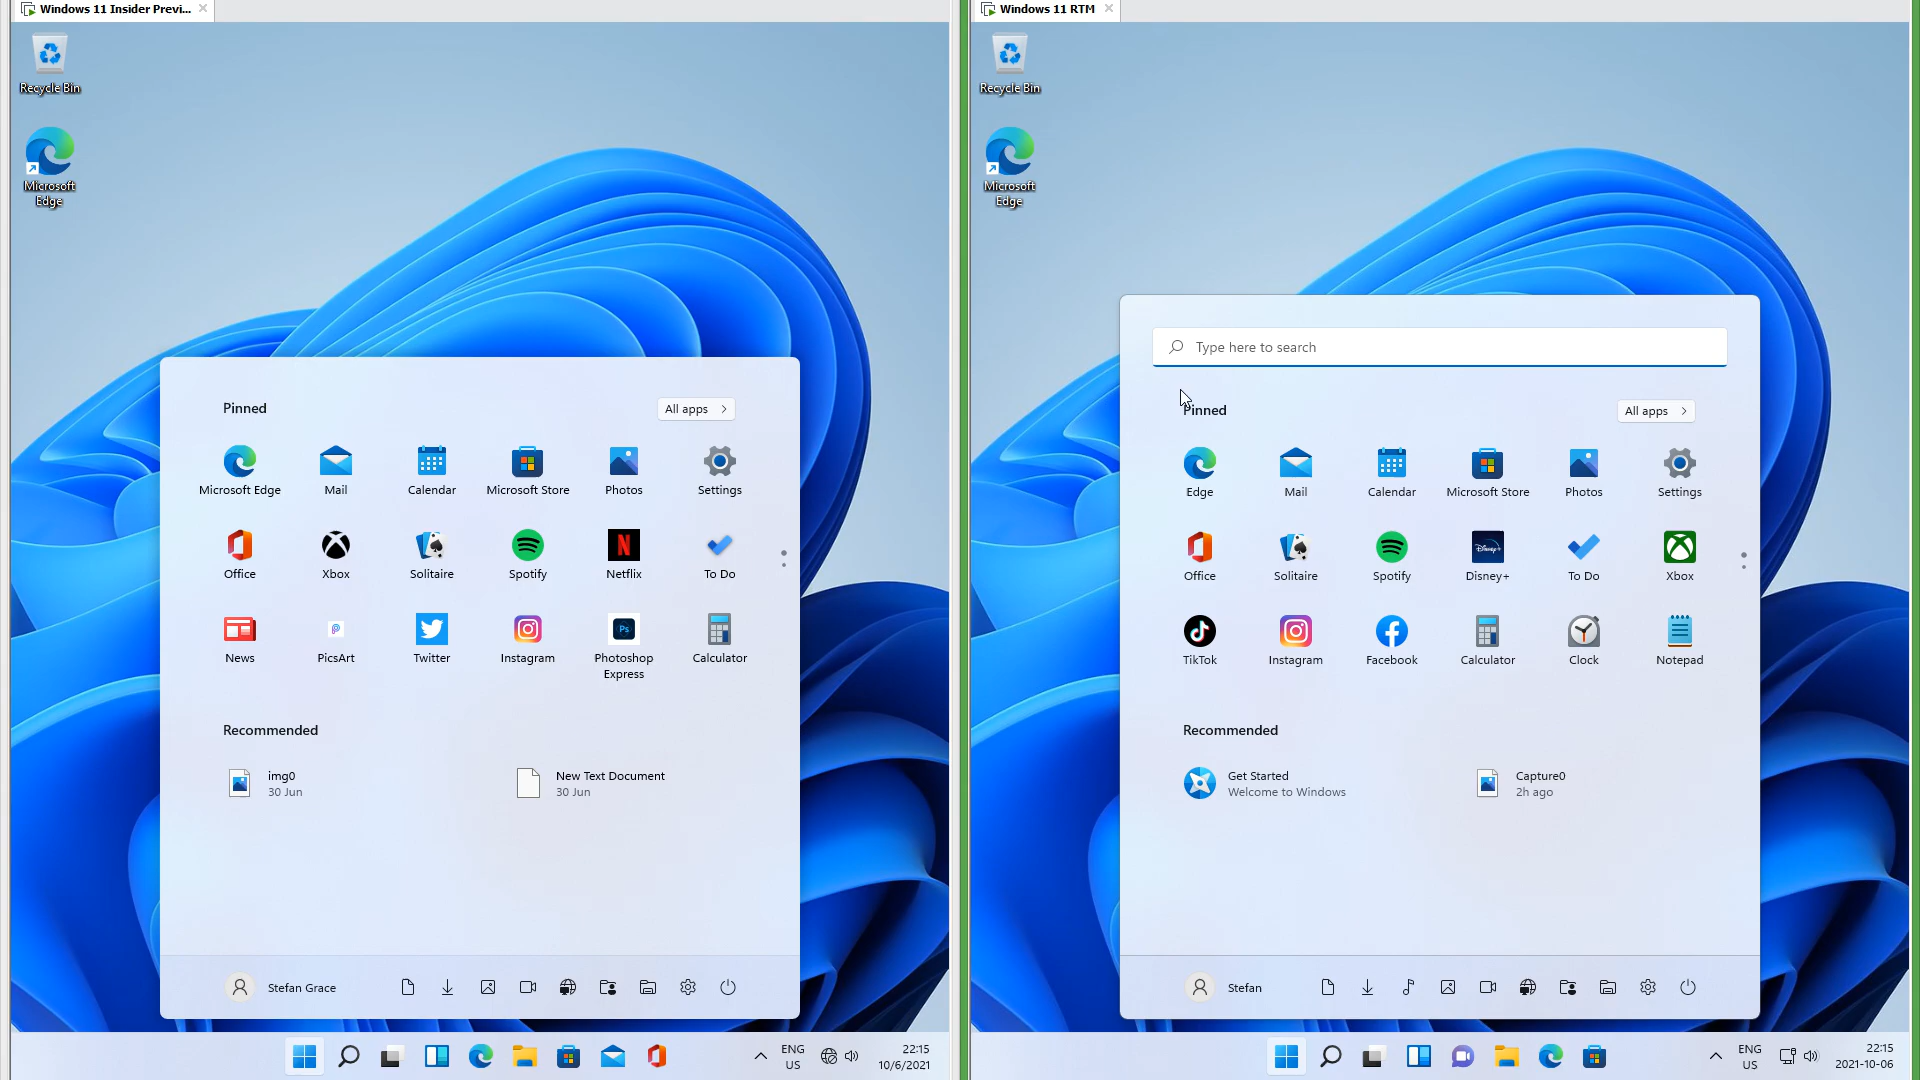 Windows 11 Insider Previ...
Recycle Bin
Microsoft
Edge
Pinned
All apps
Microsoft Edge
Mail
Calendar
Microsoft Store
Photos
Settings
Office
Xbox
Solitaire
Spotify
Netflix
To Do
News
PicsArt
Twitter
Instagram
Photoshop
Express
Calculator
Recommended
img0
30 Jun
New Text Document
30 Jun
Stefan Grace
ENG
US
22:15
10/6/2021
Windows 11 RTM
Recycle Bin
Microsoft
Edge
Type here to search
Pinned
All apps
Edge
Mail
Calendar
Microsoft Store
Photos
Settings
Office
Solitaire
Spotify
Disney+
Disney+
To Do
Xbox
TikTok
Instagram
Facebook
Calculator
Clock
Notepad
Recommended
Get Started
Welcome to Windows
Capture0
2h ago
Stefan
ENG
US
22:15
2021-10-06